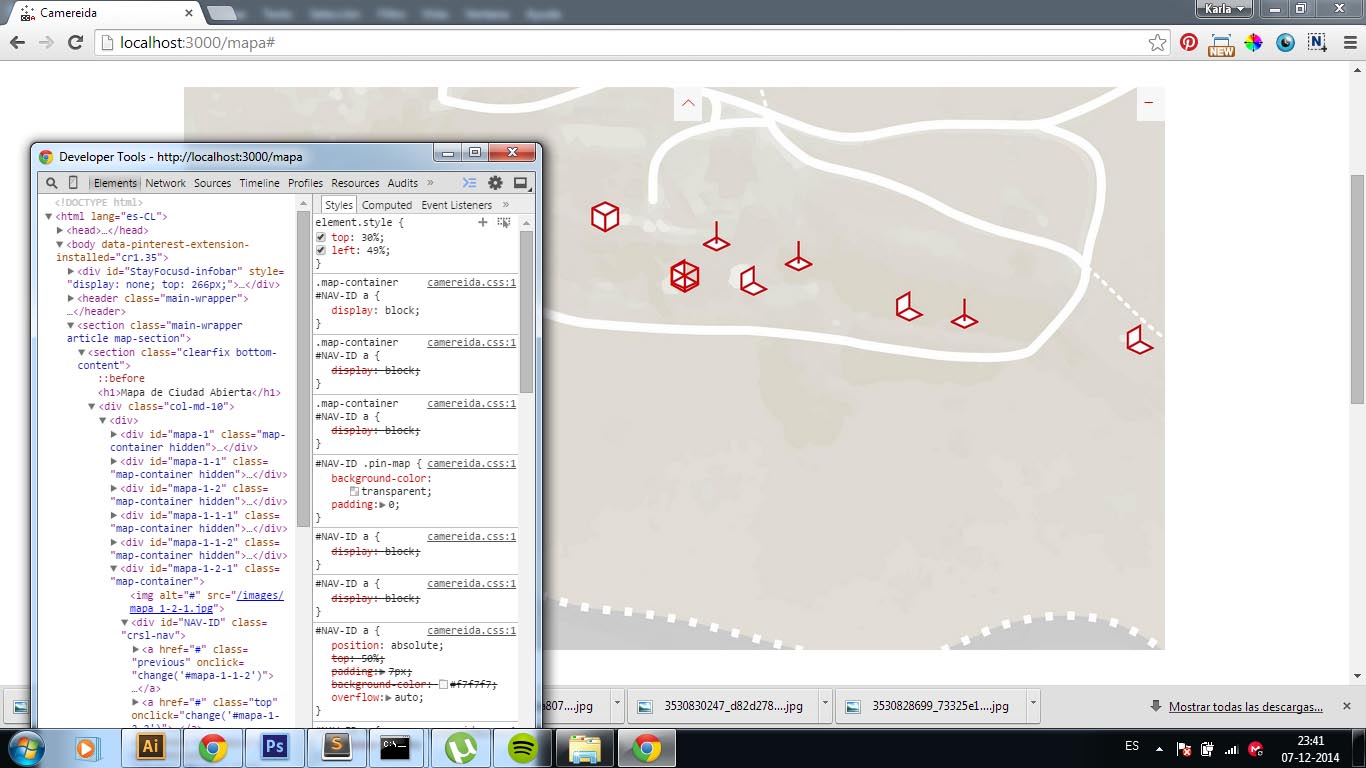 Camereida
Texto Selección Filtro Vista Ventana Ayuda
Karla
localhost:3000/mapa#
NEW
N
Developer Tools - http://localhost:3000/mapa
Elements Network Sources Timeline Profiles Resources Audits »
<!DOCTYPE html>
<html lang="es-CL">
<head>…</head>
<body data-pinterest-extension-
installed="cr1.35">
<div id="StayFocusd-infobar" style=
"display: none; top: 266px;">…</div>
<header class="main-wrapper">
…</header>
<section class="main-wrapper
article map-section">
<section class="clearfix bottom-
content">
::before
<h1>Mapa de Ciudad Abierta</h1>
<div class="col-md-10">
<div>
<div id="mapa-1" class="map-
container hidden">…</div>
<div id="mapa-1-1" class=
"map-container hidden">…</div>
<div id="mapa-1-2" class=
"map-container hidden">…</div>
<div id="mapa-1-1-1" class=
"map-container hidden">…</div>
<div id="mapa-1-1-2" class=
"map-container hidden">…</div>
<div id="mapa-1-2-1" class=
"map-container">
<img alt="#" src="/images/
mapa_1-2-1.jpg">
<div id="NAV-ID" class=
"crsl-nav">
<a href="#" class=
"previous" onclick=
"change('#mapa-1-1-2')">
…</a>
<a href="#" class="top"
onclick="change('#mapa-1-
Styles Computed Event Listeners »
element.style {
top: 30%;
left: 49%;
}
.map-container camereida.css:1
#NAV-ID a {
display: block;
}
.map-container camereida.css:1
#NAV-ID a {
display: block;
}
.map-container camereida.css:1
#NAV-ID a {
display: block;
}
#NAV-ID .pin-map { camereida.css:1
background-color:
transparent;
padding: 0;
}
#NAV-ID a { camereida.css:1
display: block;
}
#NAV-ID a { camereida.css:1
display: block;
}
#NAV-ID a { camereida.css:1
position: absolute;
top: 50%;
padding: 7px;
background-color: #f7f7f7;
overflow: auto;
}
a807....jpg
3530830247_d82d278....jpg
3530828699_73325e1....jpg
Mostrar todas las descargas...
Ai
Ps
S
C:\
µ
ES
23:41
07-12-2014